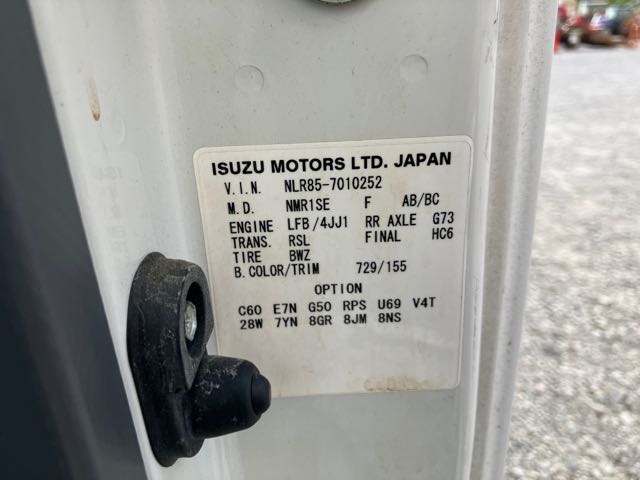 ISUZU MOTORS LTD. JAPAN
V.I.N. NLR85-7010252
M.D. NMR1SE F AB/BC
ENGINE LFB/4JJ1 RR AXLE G73
TRANS. RSL FINAL HC6
TIRE BWZ
B.COLOR/TRIM 729/155
OPTION
C60 E7N G50 RPS U69 V4T
28W 7YN 8GR 8JM 8NS